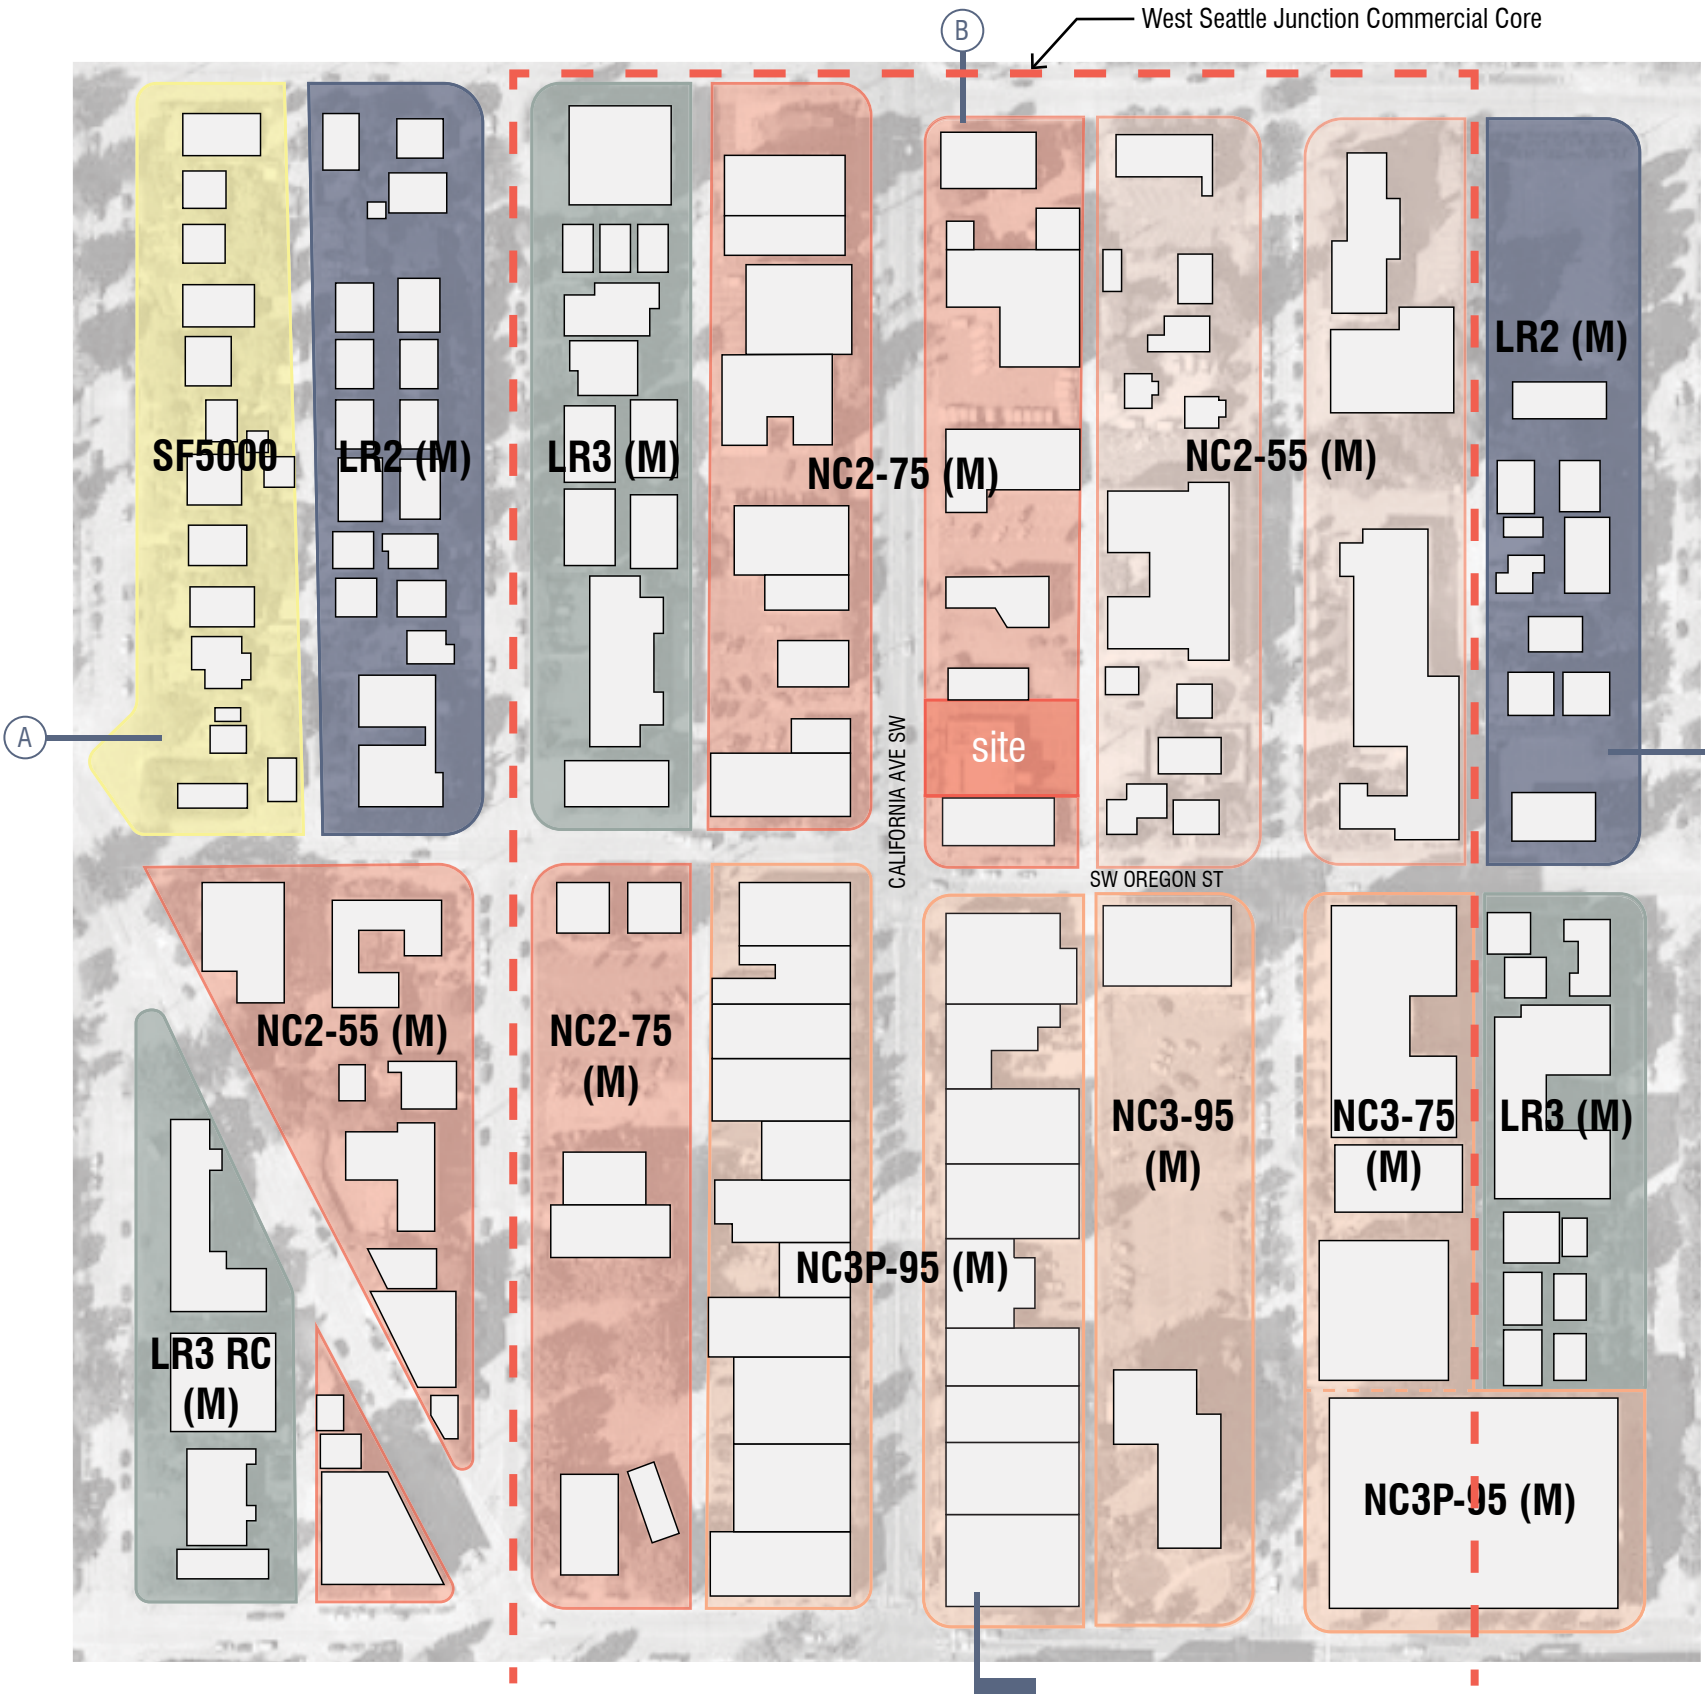 West Seattle Junction Commercial Core
B
LR2 (M)
SF5000
LR2 (M)
LR3 (M)
NC2-75 (M)
NC2-55 (M)
A
CALIFORNIA AVE SW
site
SW OREGON ST
NC2-55 (M)
NC2-75
(M)
NC3-95
(M)
NC3-75
(M)
LR3 (M)
NC3P-95 (M)
LR3 RC
(M)
NC3P-95 (M)